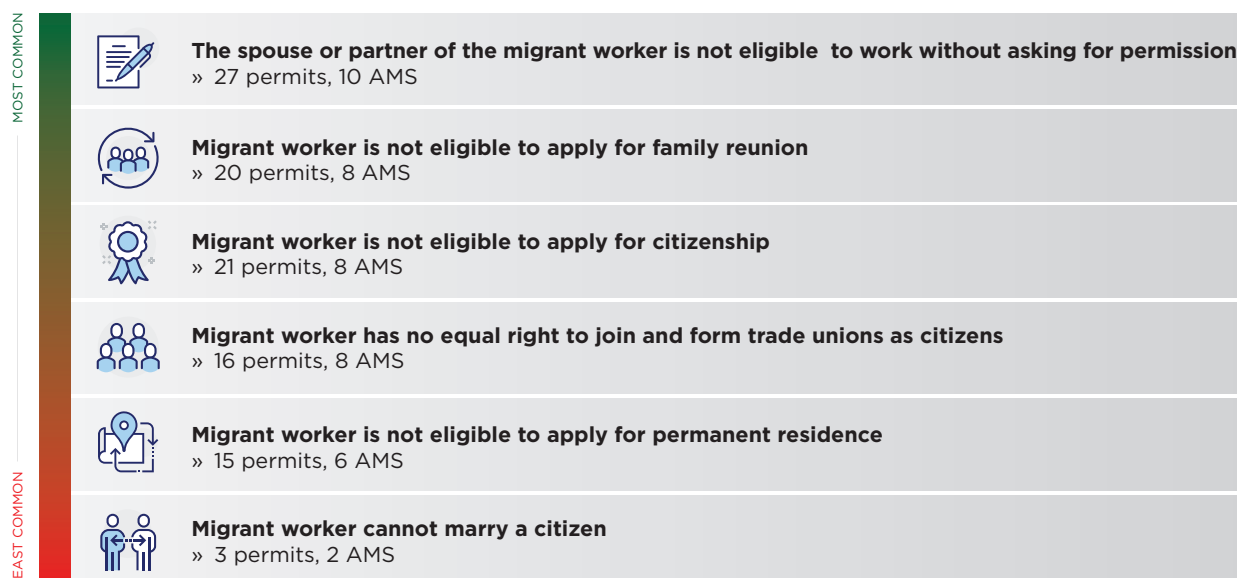 MOST COMMON
The spouse or partner of the migrant worker is not eligible to work without asking for permission
» 27 permits, 10 AMS
Migrant worker is not eligible to apply for family reunion
» 20 permits, 8 AMS
Migrant worker is not eligible to apply for citizenship
» 21 permits, 8 AMS
Migrant worker has no equal right to join and form trade unions as citizens
» 16 permits, 8 AMS
Migrant worker is not eligible to apply for permanent residence
» 15 permits, 6 AMS
Migrant worker cannot marry a citizen
» 3 permits, 2 AMS
EAST COMMON